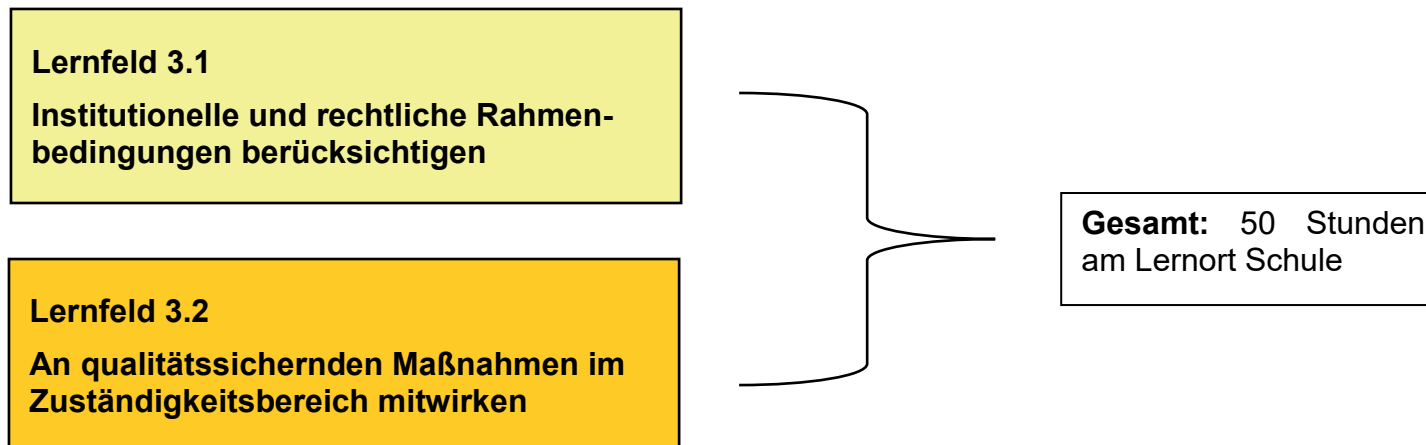 Lernfeld 3.1
Institutionelle und rechtliche Rahmen-
bedingungen berücksichtigen
Gesamt: 50 Stunden
am Lernort Schule
Lernfeld 3.2
An qualitätssichernden Maßnahmen im
Zuständigkeitsbereich mitwirken